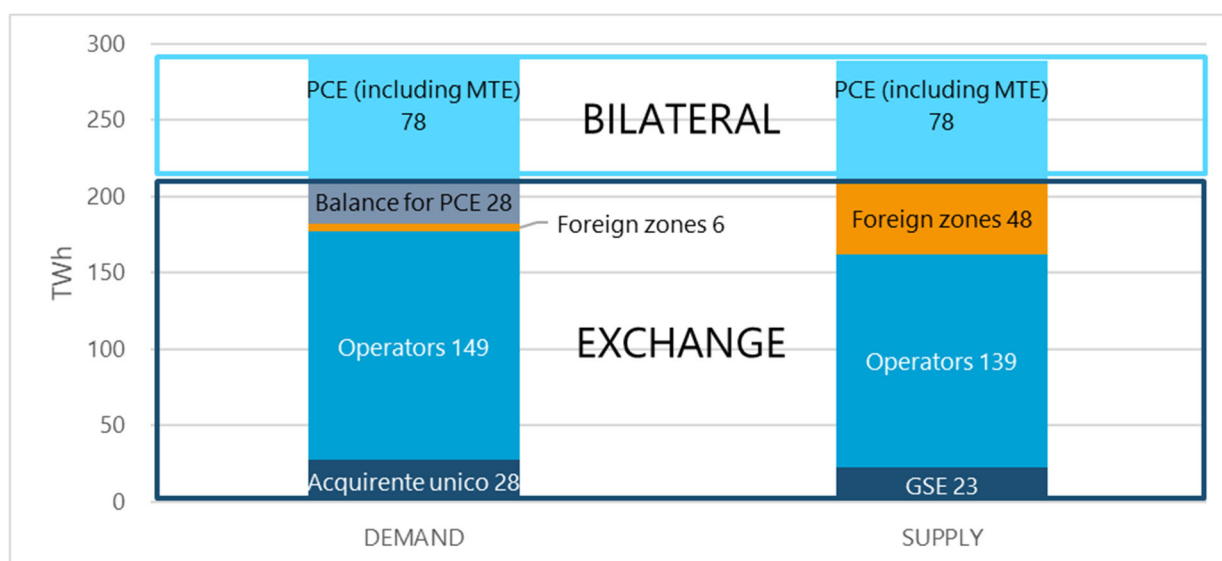 300
250
200
150
100
50
0
TWh
PCE (including MTE)
78
Balance for PCE 28
Foreign zones 6
Operators 149
Acquirente unico 28
DEMAND
BILATERAL
EXCHANGE
PCE (including MTE)
78
Foreign zones 48
Operators 139
GSE 23
SUPPLY